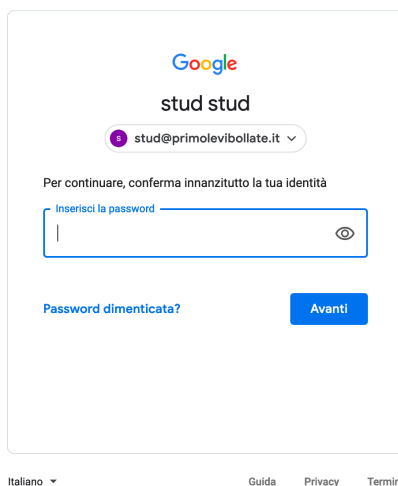 Google
stud stud
s stud@primolevibollate.it
Per continuare, conferma innanzitutto la tua identità
Inserisci la password
Password dimenticata? Avanti
Italiano Guida Privacy Termin